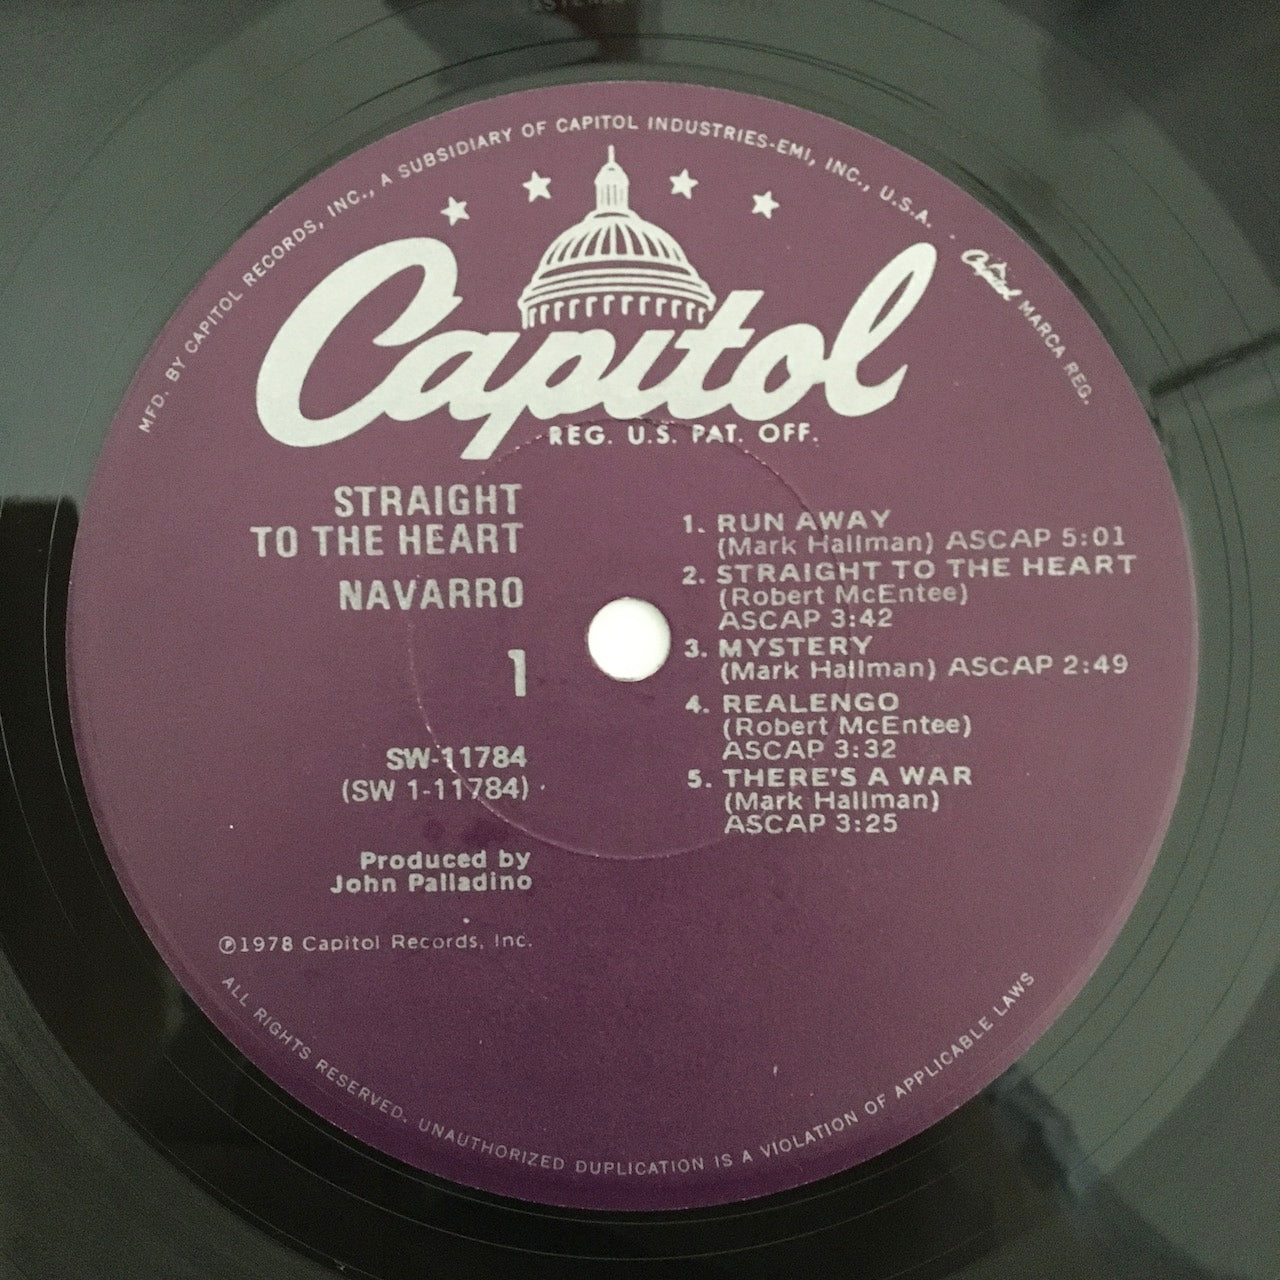 MFD. BY CAPITOL RECORDS, INC., A SUBSIDIARY OF CAPITOL INDUSTRIES-EMI, INC., U.S.A. . Capitol MARCA REG.
Capitol
REG. U.S. PAT. OFF.
STRAIGHT
TO THE HEART
NAVARRO
1
SW-11784
(SW 1-11784)
Produced by
John Palladino
℗1978 Capitol Records, Inc.
1. RUN AWAY
(Mark Hallman) ASCAP 5:01
2. STRAIGHT TO THE HEART
(Robert McEntee)
ASCAP 3:42
3. MYSTERY
(Mark Hallman) ASCAP 2:49
4. REALENGO
(Robert McEntee)
ASCAP 3:32
5. THERE'S A WAR
(Mark Hallman)
ASCAP 3:25
ALL RIGHTS RESERVED. UNAUTHORIZED DUPLICATION IS A VIOLATION OF APPLICABLE LAWS